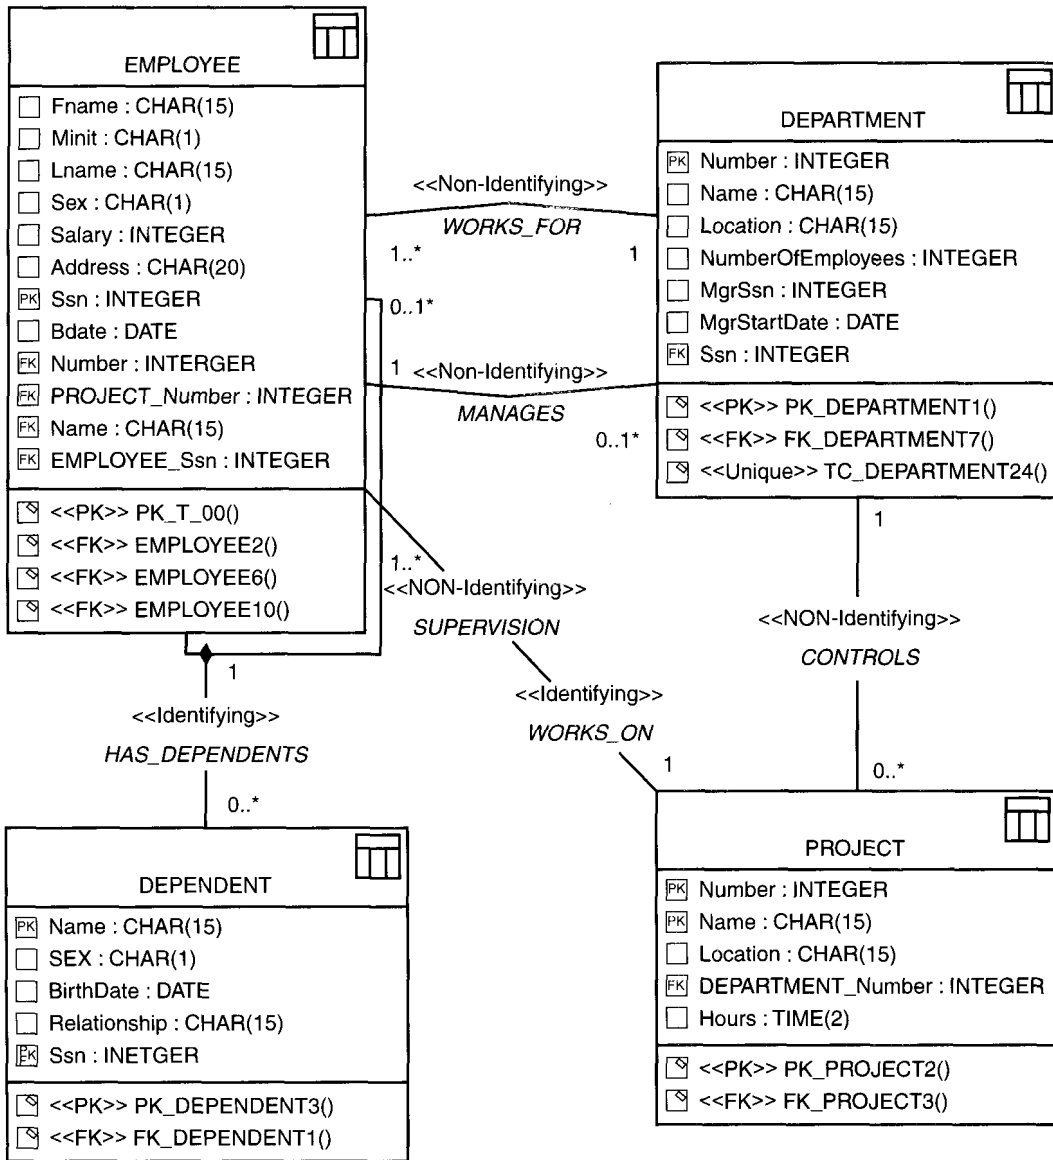 EMPLOYEE
Fname : CHAR(15)
Minit : CHAR(1)
Lname : CHAR(15)
Sex : CHAR(1)
Salary : INTEGER
Address : CHAR(20)
PK Ssn : INTEGER
Bdate : DATE
FK Number : INTERGER
FK PROJECT_Number : INTEGER
FK Name : CHAR(15)
FK EMPLOYEE_Ssn : INTEGER
<<PK>> PK_T_00()
<<FK>> EMPLOYEE2()
<<FK>> EMPLOYEE6()
<<FK>> EMPLOYEE10()
<<Non-Identifying>>
WORKS_FOR
1..*
1
0..1*
1
<<Non-Identifying>>
MANAGES
0..1*
DEPARTMENT
PK Number : INTEGER
Name : CHAR(15)
Location : CHAR(15)
NumberOfEmployees : INTEGER
MgrSsn : INTEGER
MgrStartDate : DATE
FK Ssn : INTEGER
<<PK>> PK_DEPARTMENT1()
<<FK>> FK_DEPARTMENT7()
<<Unique>> TC_DEPARTMENT24()
1..*
<<NON-Identifying>>
SUPERVISION
<<Identifying>>
WORKS_ON
1
1
<<NON-Identifying>>
CONTROLS
0..*
1
<<Identifying>>
HAS_DEPENDENTS
0..*
DEPENDENT
PK Name : CHAR(15)
SEX : CHAR(1)
BirthDate : DATE
Relationship : CHAR(15)
Ssn : INETGER
<<PK>> PK_DEPENDENT3()
<<FK>> FK_DEPENDENT1()
PROJECT
PK Number : INTEGER
PK Name : CHAR(15)
Location : CHAR(15)
FK DEPARTMENT_Number : INTEGER
Hours : TIME(2)
<<PK>> PK_PROJECT2()
<<FK>> FK_PROJECT3()